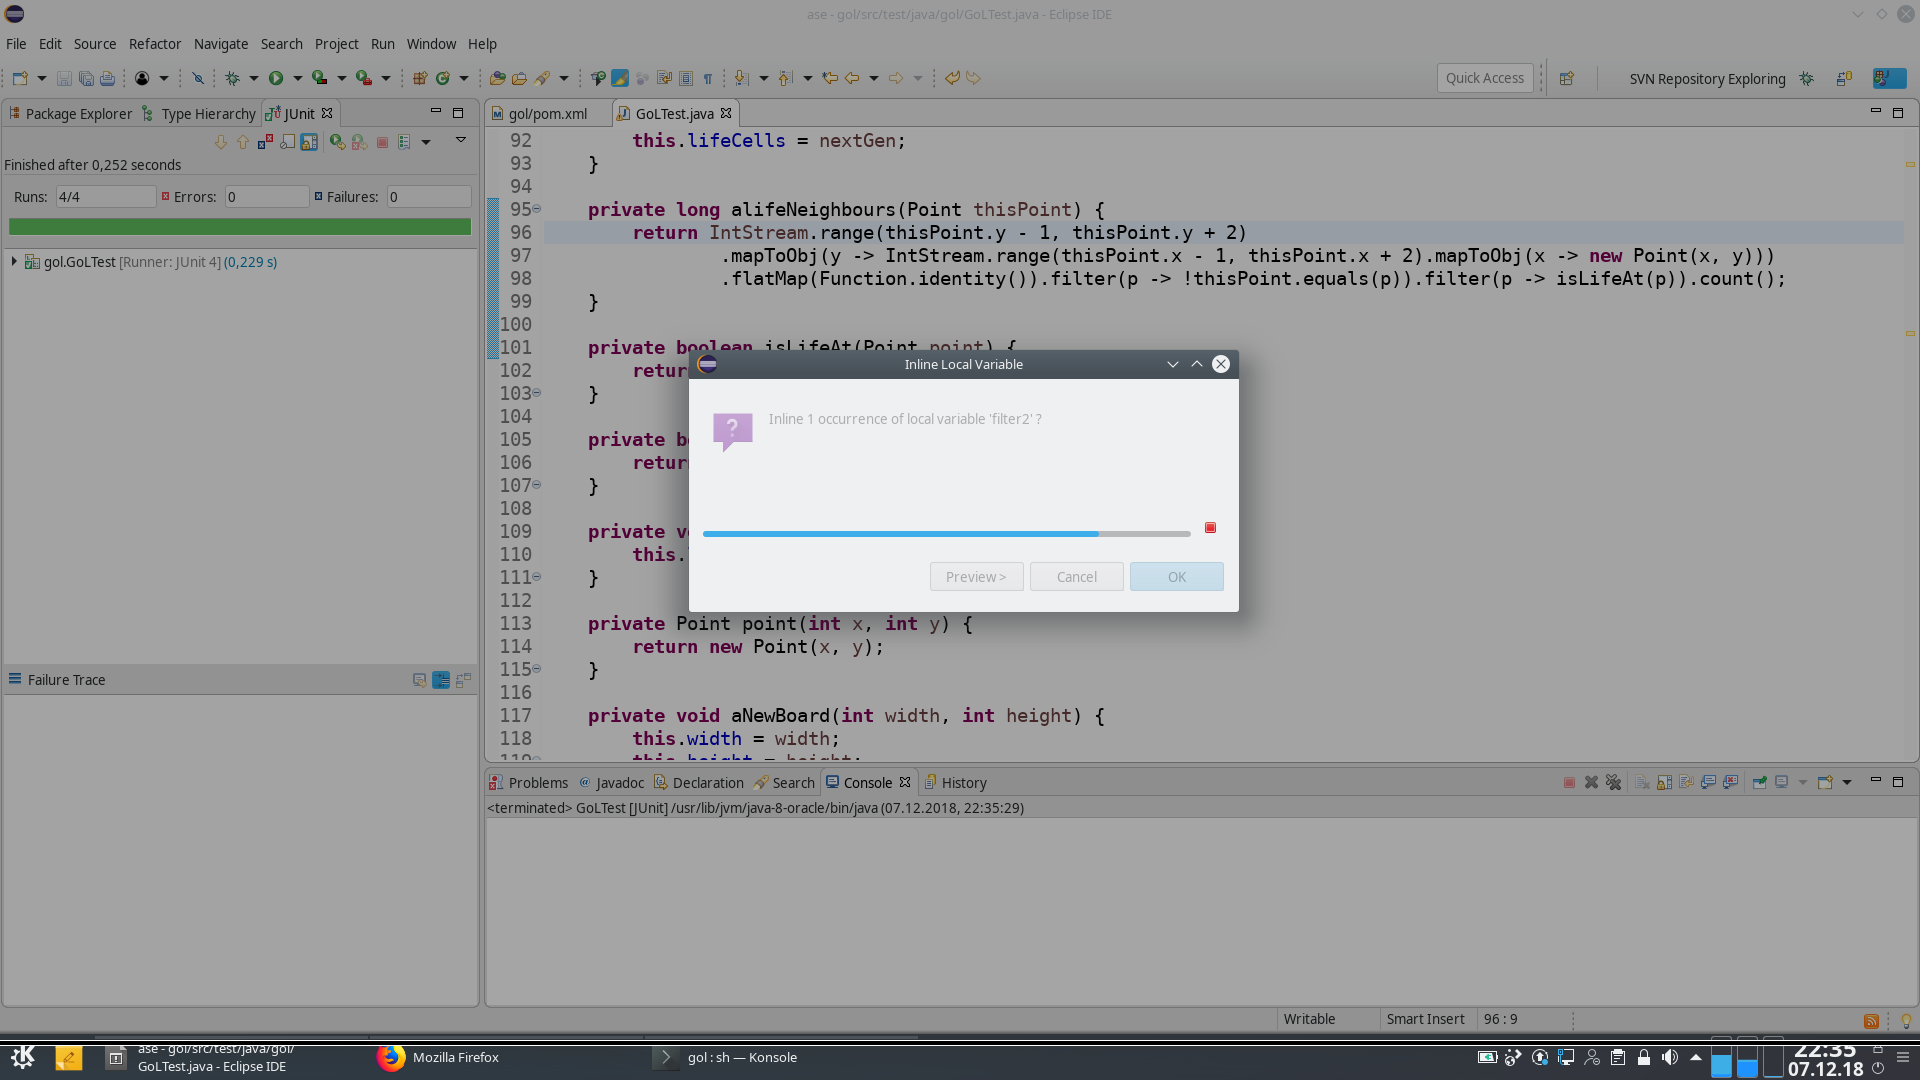 ase - gol/src/test/java/gol/GoLTest.java - Eclipse IDE
File Edit Source Refactor Navigate Search Project Run Window Help
Quick Access
SVN Repository Exploring
Package Explorer Type Hierarchy JUnit
Finished after 0,252 seconds
Runs: 4/4 Errors: 0 Failures: 0
gol.GoLTest [Runner: JUnit 4] (0,229 s)
Failure Trace
gol/pom.xml GoLTest.java
92 this.lifeCells = nextGen;
93 }
94
95 private long alifeNeighbours(Point thisPoint) {
96 return IntStream.range(thisPoint.y - 1, thisPoint.y + 2)
97 .mapToObj(y -> IntStream.range(thisPoint.x - 1, thisPoint.x + 2).mapToObj(x -> new Point(x, y)))
98 .flatMap(Function.identity()).filter(p -> !thisPoint.equals(p)).filter(p -> isLifeAt(p)).count();
99 }
100
101 private boolean isLifeAt(Point point) {
102 retur
103 }
104
105 private b
106 return
107 }
108
109 private v
110 this.
111 }
112
113 private Point point(int x, int y) {
114 return new Point(x, y);
115 }
116
117 private void aNewBoard(int width, int height) {
118 this.width = width;
119 this.height = height;
Inline Local Variable
Inline 1 occurrence of local variable 'filter2' ?
Preview > Cancel OK
Problems Javadoc Declaration Search Console History
<terminated> GoLTest [JUnit] /usr/lib/jvm/java-8-oracle/bin/java (07.12.2018, 22:35:29)
Writable Smart Insert 96 : 9
ase - gol/src/test/java/gol/
GoLTest.java - Eclipse IDE
Mozilla Firefox
gol : sh — Konsole
22:35
07.12.18